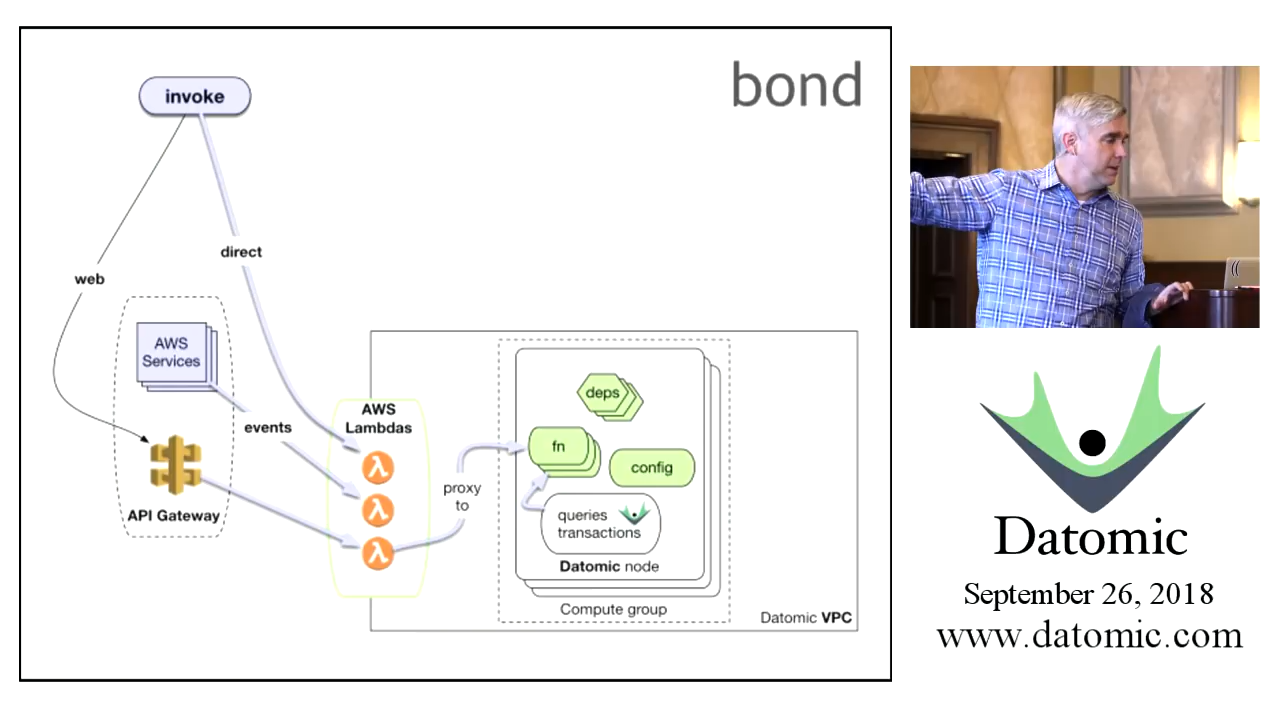 bond
invoke
direct
web
AWS
Services
events
API Gateway
AWS
Lambdas
λ
λ
λ
proxy
to
deps
fn
config
queries
transactions
Datomic node
Compute group
Datomic VPC
Datomic
September 26, 2018
www.datomic.com